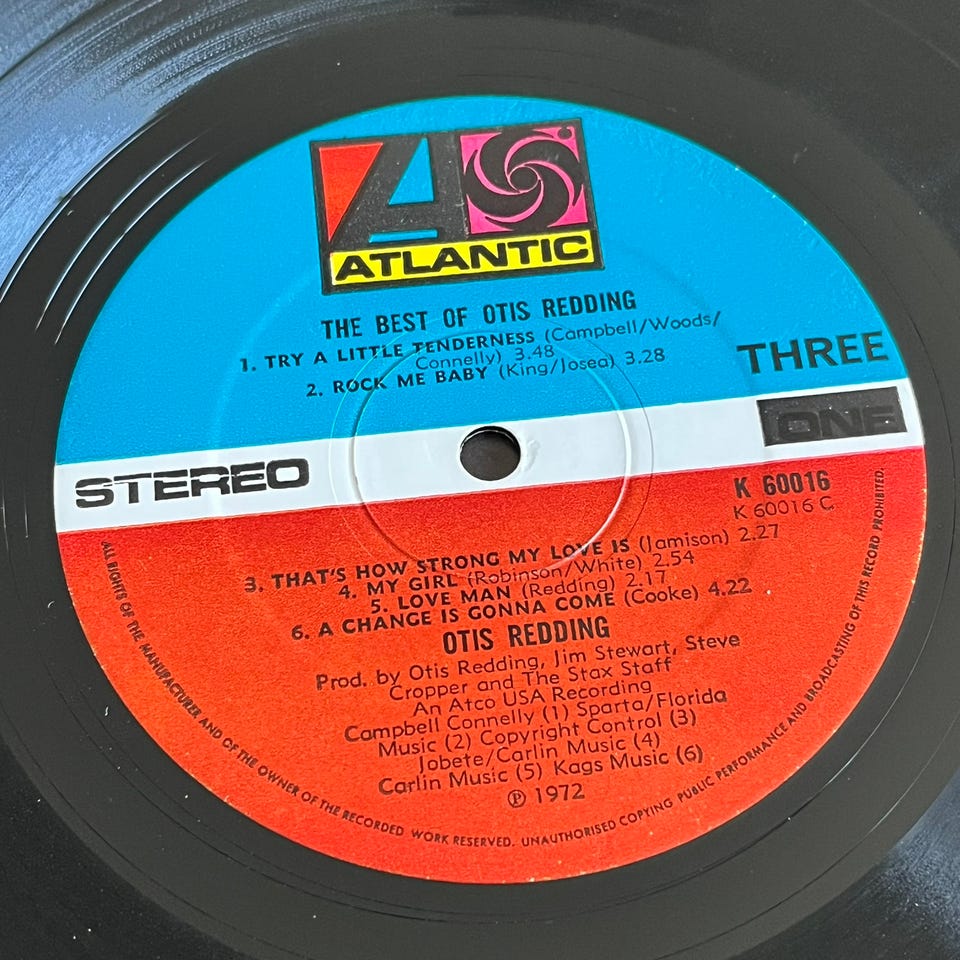 ATLANTIC
THE BEST OF OTIS REDDING
1. TRY A LITTLE TENDERNESS (Campbell/Woods/
Connelly) 3.48
2. ROCK ME BABY (King/Josea) 3.28
THREE
ONE
STEREO
K 60016
K 60016 C
3. THAT'S HOW STRONG MY LOVE IS (Jamison) 2.27
4. MY GIRL (Robinson/White) 2.54
5. LOVE MAN (Redding) 2.17
6. A CHANGE IS GONNA COME (Cooke) 4.22
OTIS REDDING
Prod. by Otis Redding, Jim Stewart, Steve
Cropper and The Stax Staff
An Atco USA Recording
Campbell Connelly (1) Sparta/Florida
Music (2) Copyright Control (3)
Jobete/Carlin Music (4)
Carlin Music (5) Kags Music (6)
℗ 1972
ALL RIGHTS OF THE MANUFACTURER AND OF THE OWNER OF THE RECORDED WORK RESERVED. UNAUTHORISED COPYING PUBLIC PERFORMANCE AND BROADCASTING OF THIS RECORD PROHIBITED.